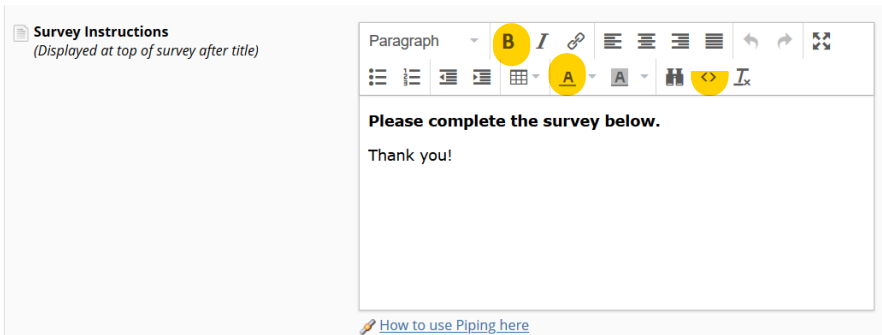 Survey Instructions
(Displayed at top of survey after title)
Paragraph
B I
A A
Please complete the survey below.
Thank you!
How to use Piping here